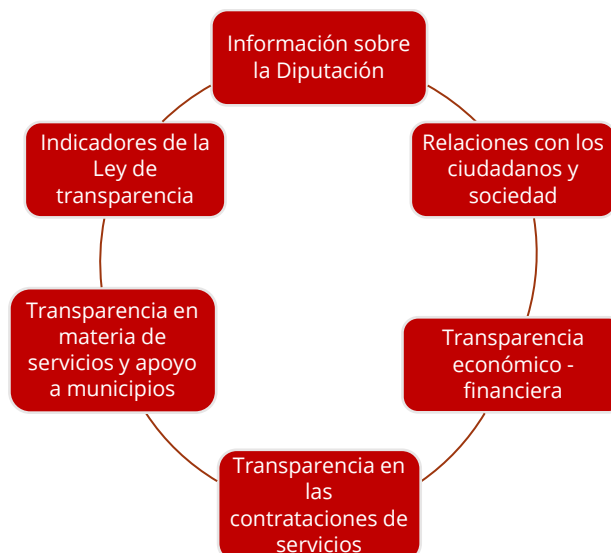 Información sobre
la Diputación
Relaciones con los
ciudadanos y
sociedad
Transparencia
económico -
financiera
Transparencia en
las
contrataciones de
servicios
Transparencia en
materia de
servicios y apoyo
a municipios
Indicadores de la
Ley de
transparencia